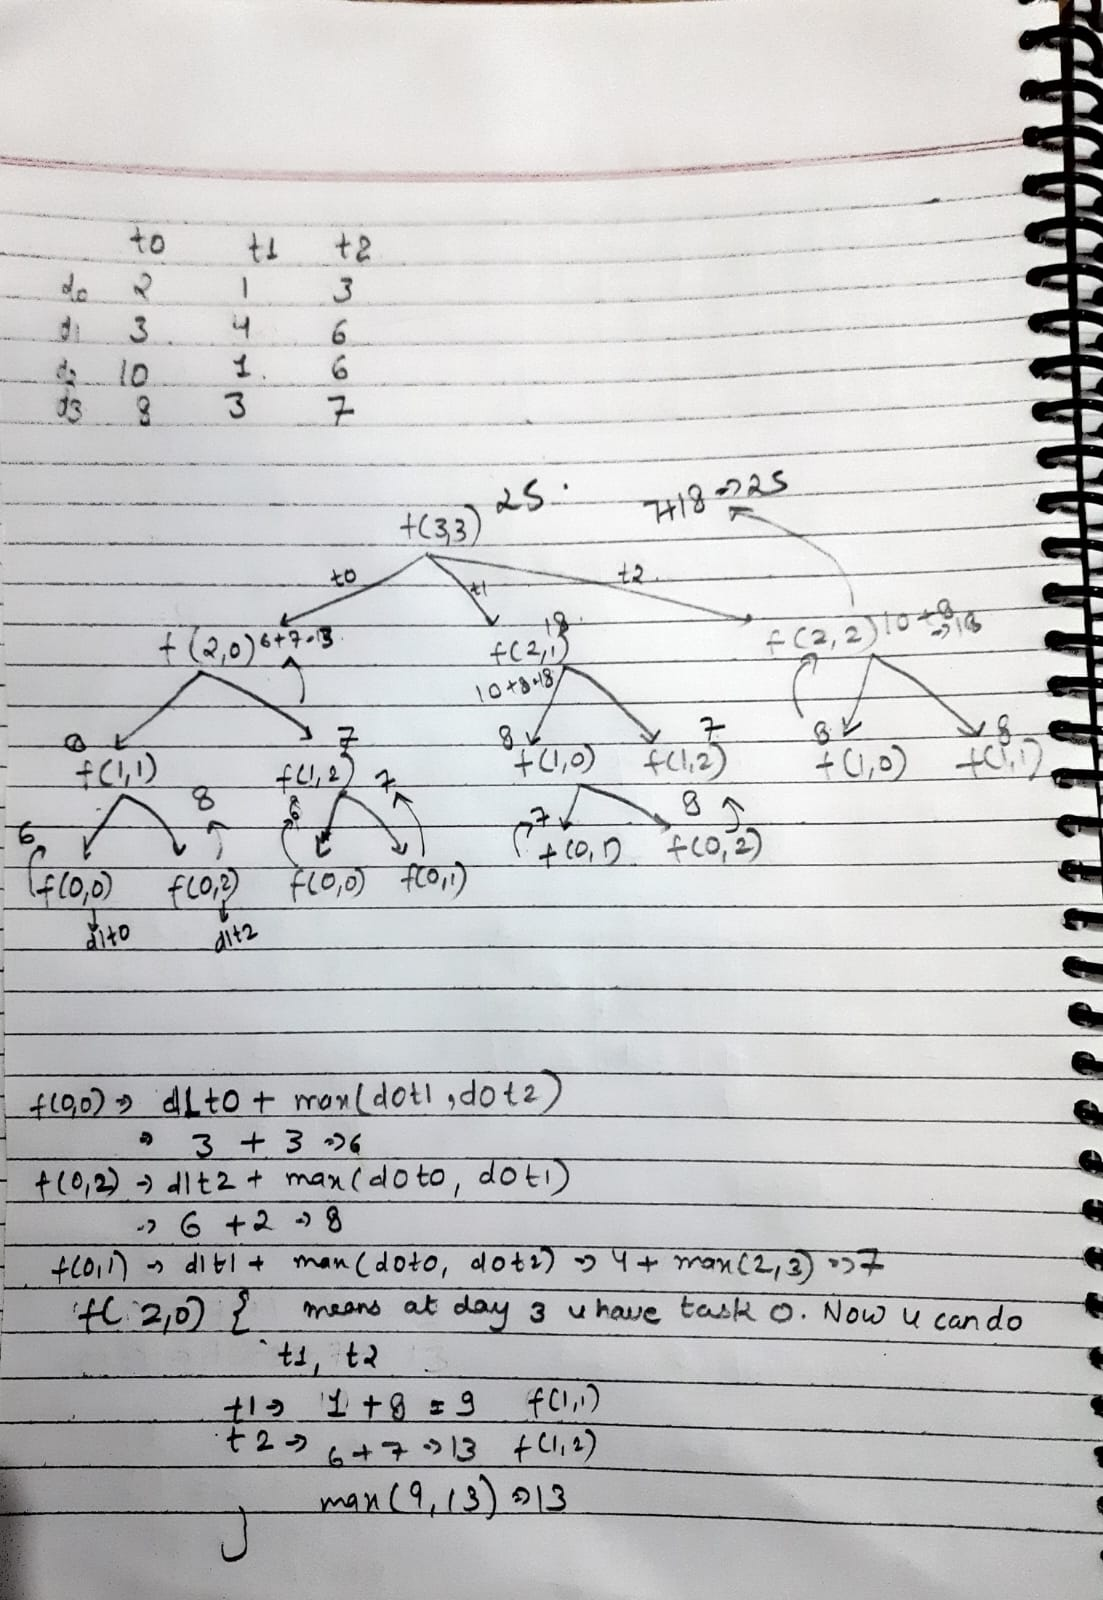 t0 t1 t2
d0 2 1 3
d1 3 4 6
d2 10 1 6
d3 8 3 7
f(3,3) 25. 7+18 → 25
t0 t1 t2
f(2,0) 6+7=13 f(2,1) 18 f(2,2) 10+8 → 18
10+8=18
8 7 8 7 8 8
f(1,1) f(1,2) f(1,0) f(1,2) f(1,0) f(1,1)
6 8 6 7 7 8
f(0,1) f(0,2)
f(0,0) f(0,2) f(0,0) f(0,1)
d1t0 d1t2
f(0,0) → d1t0 + max(d0t1, d0t2)
→ 3 + 3 → 6
f(0,2) → d1t2 + max(d0t0, d0t1)
→ 6 + 2 → 8
f(0,1) → d1t1 + max(d0t0, d0t2) → 4 + max(2,3) → 7
f(2,0) { means at day 3 u have task 0. Now u can do
t1, t2
t1 → 1 + 8 = 9 f(1,1)
t2 → 6 + 7 → 13 f(1,2)
max(9,13) → 13
}